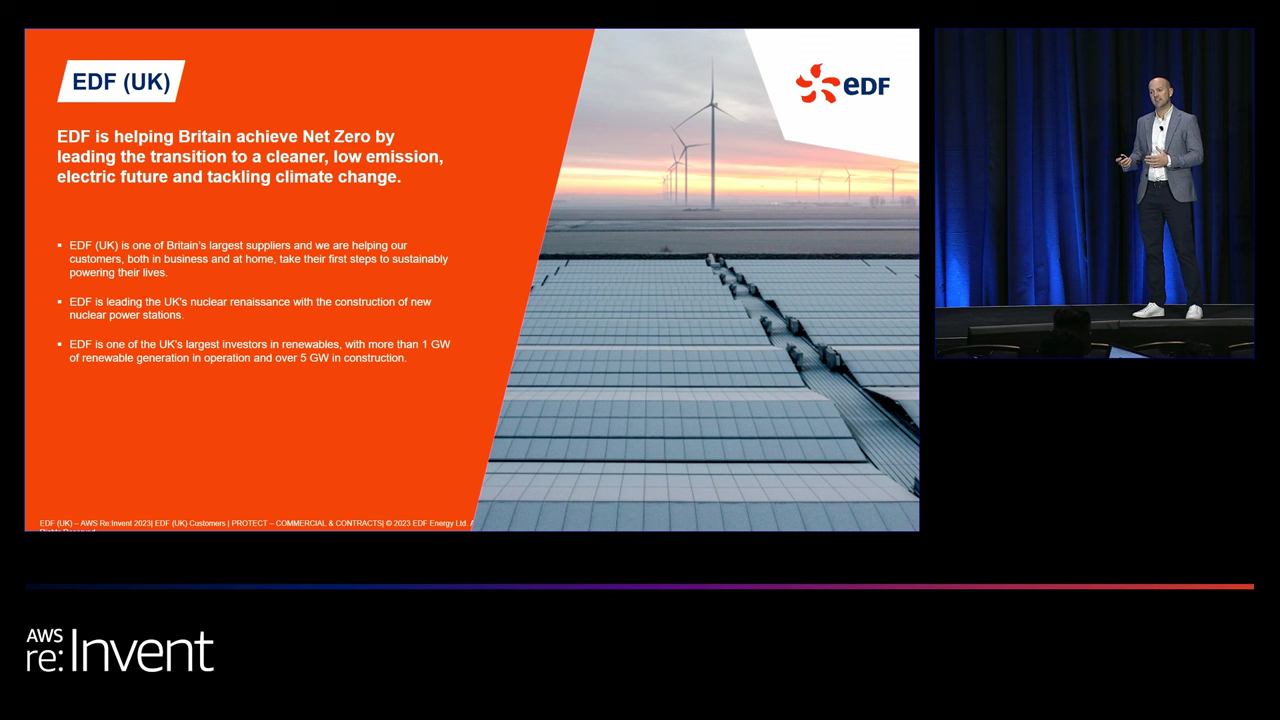 EDF (UK)
eDF
EDF is helping Britain achieve Net Zero by
leading the transition to a cleaner, low emission,
electric future and tackling climate change.
▪ EDF (UK) is one of Britain's largest suppliers and we are helping our
customers, both in business and at home, take their first steps to sustainably
powering their lives.
▪ EDF is leading the UK's nuclear renaissance with the construction of new
nuclear power stations.
▪ EDF is one of the UK's largest investors in renewables, with more than 1 GW
of renewable generation in operation and over 5 GW in construction.
EDF (UK) – AWS Re:Invent 2023| EDF (UK) Customers | PROTECT – COMMERCIAL & CONTRACTS| © 2023 EDF Energy Ltd. A
Rights Reserved
AWS
re:Invent